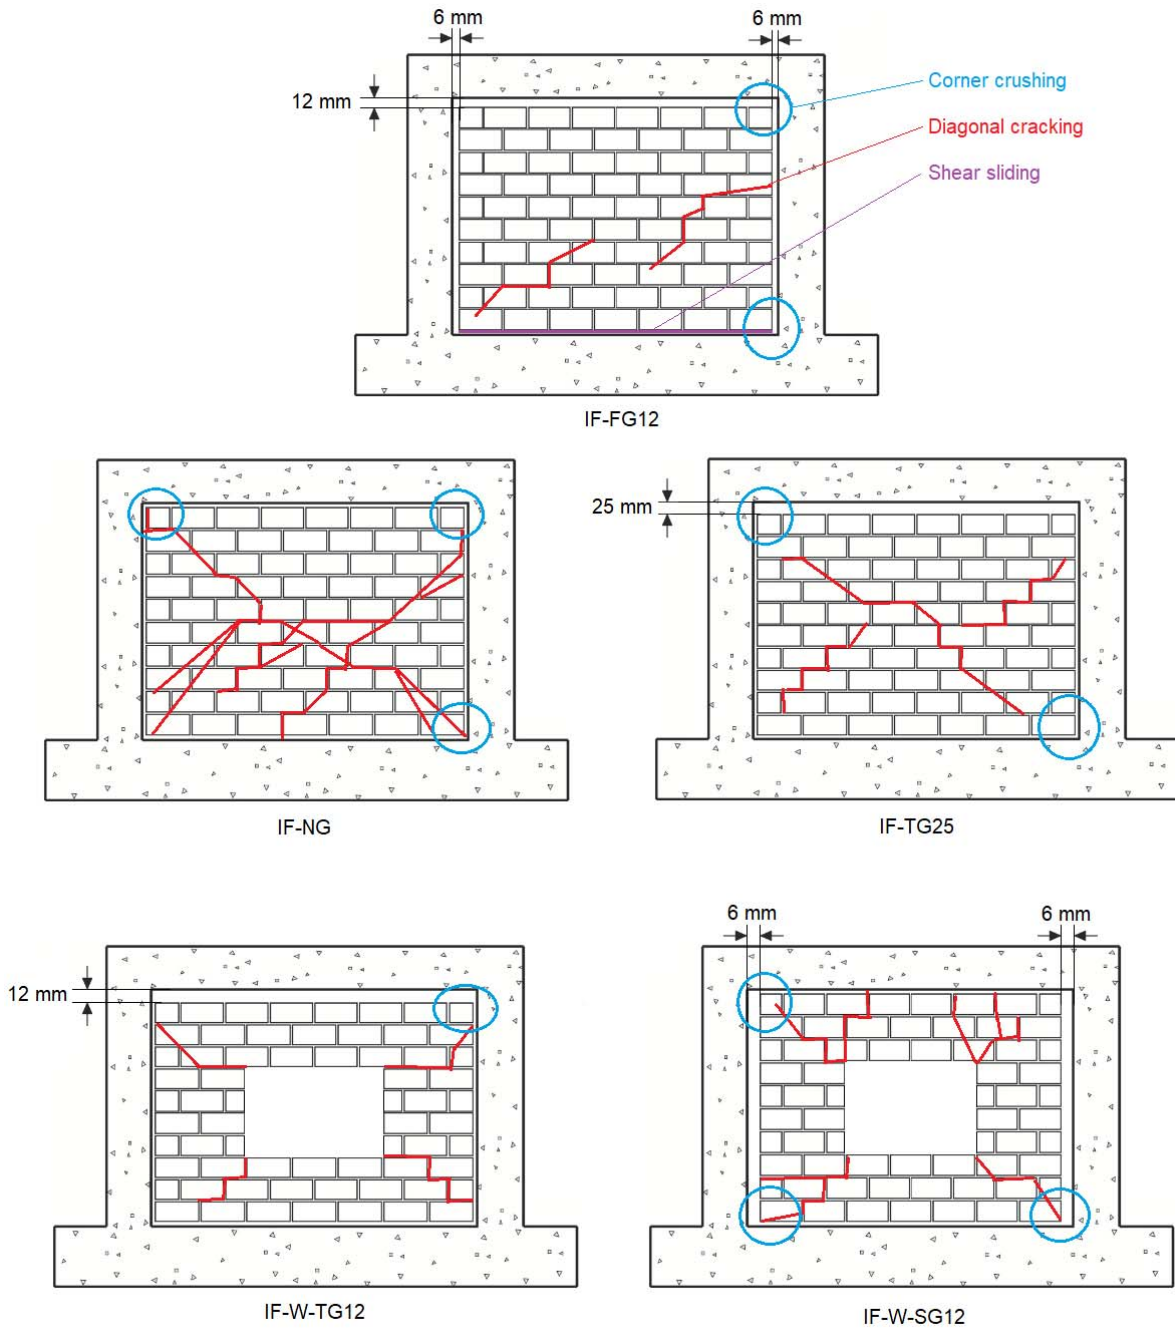 6 mm
6 mm
12 mm
Corner crushing
Diagonal cracking
Shear sliding
IF-FG12
25 mm
IF-NG
IF-TG25
6 mm
6 mm
12 mm
IF-W-TG12
IF-W-SG12